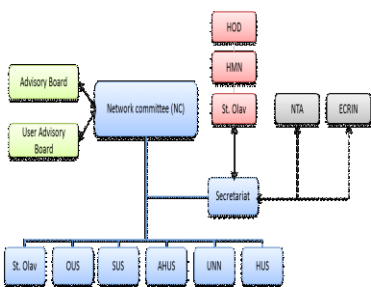 HOD
HMN
Advisory Board
Network committee (NC)
St. Olav
NTA
ECRIN
User Advisory
Board
Secretariat
St. Olav
OUS
SUS
AHUS
UNN
HUS